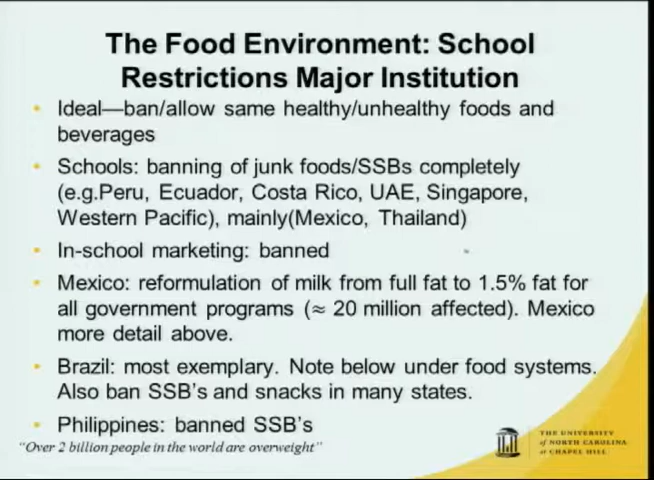 The Food Environment: School
Restrictions Major Institution
• Ideal—ban/allow same healthy/unhealthy foods and
beverages
• Schools: banning of junk foods/SSBs completely
(e.g.Peru, Ecuador, Costa Rico, UAE, Singapore,
Western Pacific), mainly(Mexico, Thailand)
• In-school marketing: banned
• Mexico: reformulation of milk from full fat to 1.5% fat for
all government programs (≈ 20 million affected). Mexico
more detail above.
• Brazil: most exemplary. Note below under food systems.
Also ban SSB's and snacks in many states.
• Philippines: banned SSB's
"Over 2 billion people in the world are overweight"
THE UNIVERSITY
of NORTH CAROLINA
at CHAPEL HILL